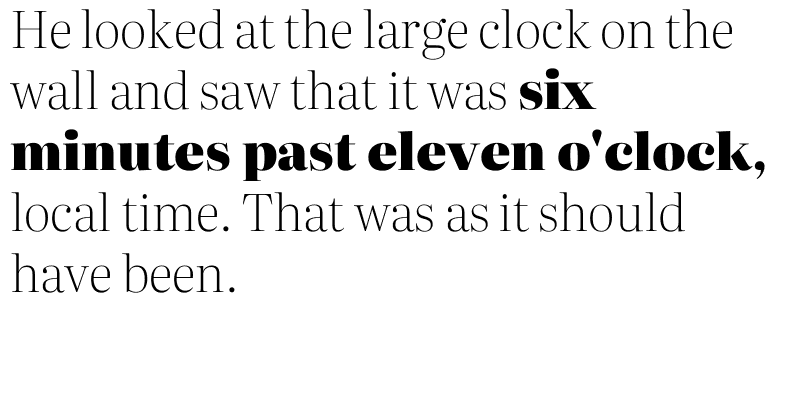 He looked at the large clock on the
wall and saw that it was six
minutes past eleven o'clock,
local time. That was as it should
have been.